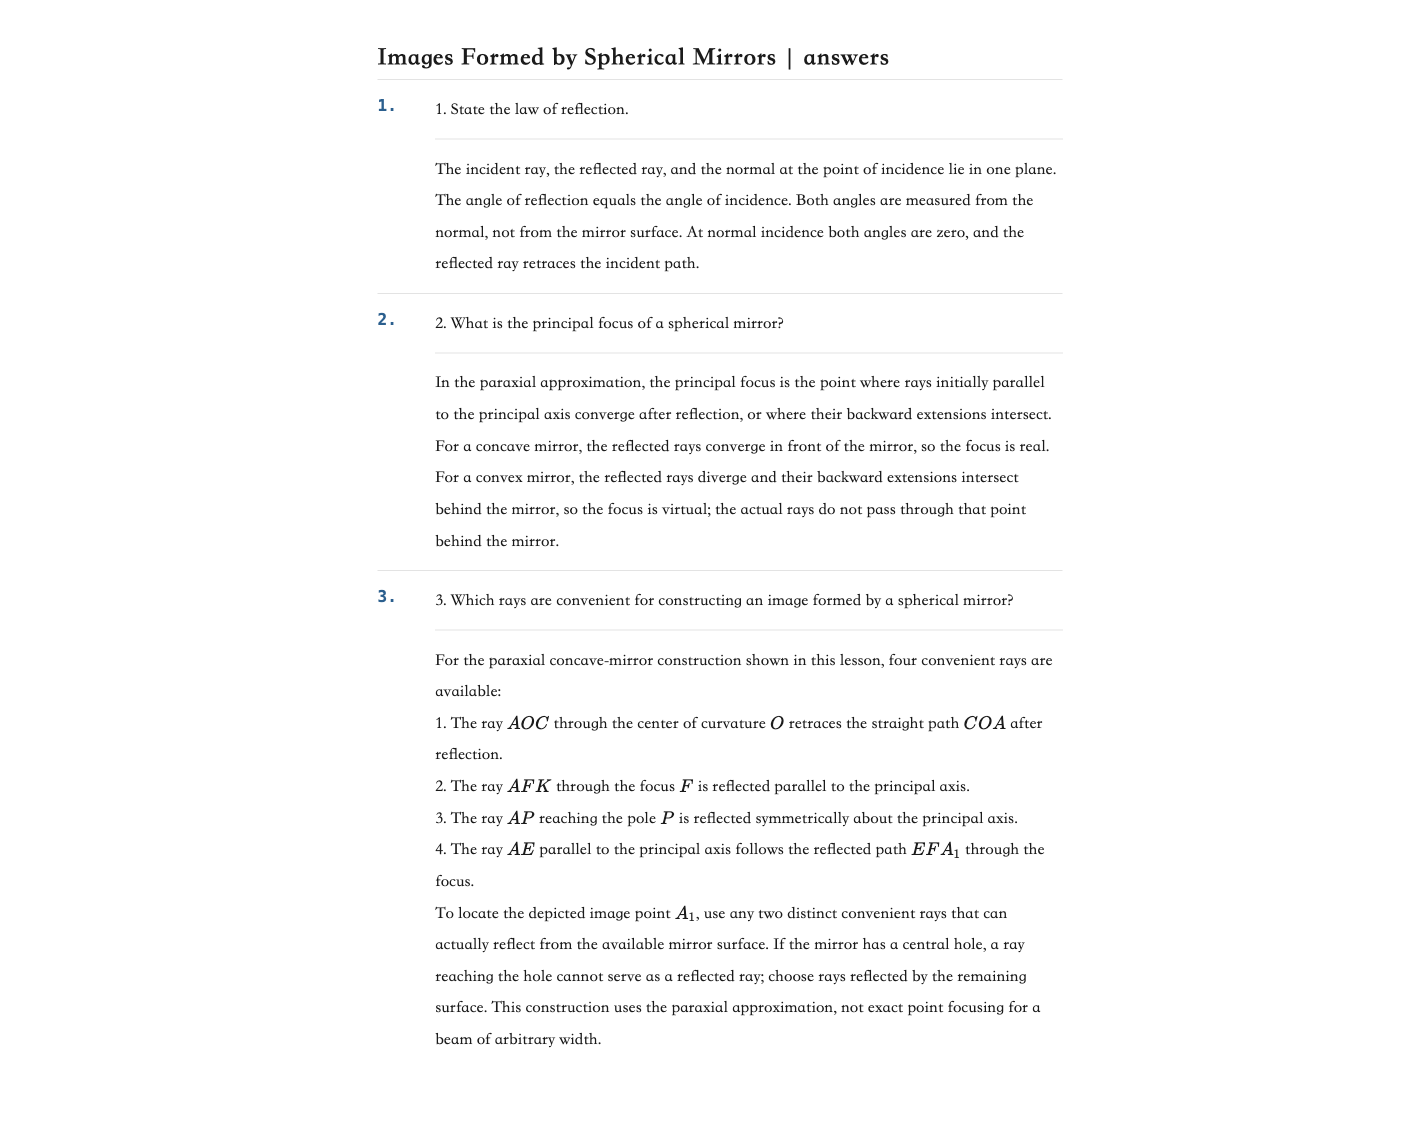 Images Formed by Spherical Mirrors | answers
1.
1. State the law of reflection.
The incident ray, the reflected ray, and the normal at the point of incidence lie in one plane.
The angle of reflection equals the angle of incidence. Both angles are measured from the
normal, not from the mirror surface. At normal incidence both angles are zero, and the
reflected ray retraces the incident path.
2.
2. What is the principal focus of a spherical mirror?
In the paraxial approximation, the principal focus is the point where rays initially parallel
to the principal axis converge after reflection, or where their backward extensions intersect.
For a concave mirror, the reflected rays converge in front of the mirror, so the focus is real.
For a convex mirror, the reflected rays diverge and their backward extensions intersect
behind the mirror, so the focus is virtual; the actual rays do not pass through that point
behind the mirror.
3.
3. Which rays are convenient for constructing an image formed by a spherical mirror?
For the paraxial concave-mirror construction shown in this lesson, four convenient rays are
available:
1. The ray AOC through the center of curvature O retraces the straight path COA after
reflection.
2. The ray AFK through the focus F is reflected parallel to the principal axis.
3. The ray AP reaching the pole P is reflected symmetrically about the principal axis.
4. The ray AE parallel to the principal axis follows the reflected path EFA₁ through the
focus.
To locate the depicted image point A₁, use any two distinct convenient rays that can
actually reflect from the available mirror surface. If the mirror has a central hole, a ray
reaching the hole cannot serve as a reflected ray; choose rays reflected by the remaining
surface. This construction uses the paraxial approximation, not exact point focusing for a
beam of arbitrary width.